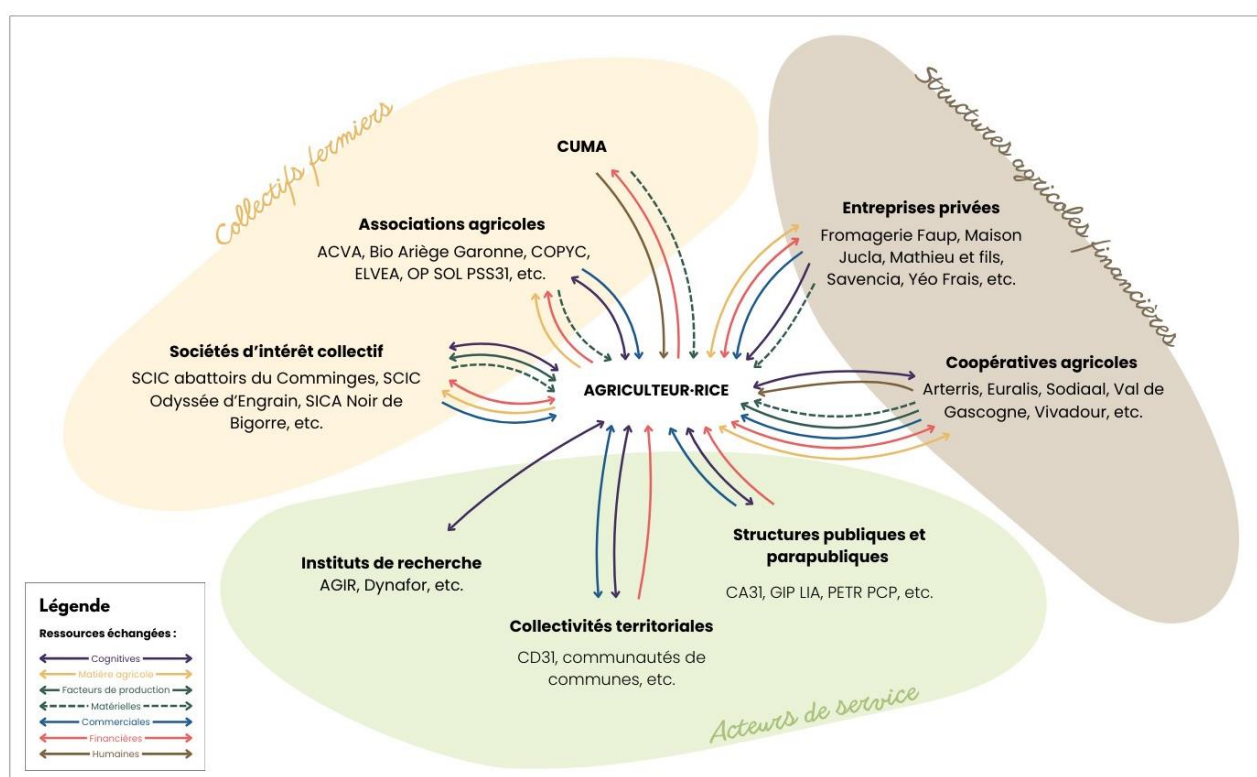 Collectifs fermiers
CUMA
Associations agricoles
ACVA, Bio Ariège Garonne, COPYC,
ELVEA, OP SOL PSS31, etc.
Sociétés d’intérêt collectif
SCIC abattoirs du Comminges, SCIC
Odyssée d’Engrain, SICA Noir de
Bigorre, etc.
Structures agricoles financières
Entreprises privées
Fromagerie Faup, Maison
Jucla, Mathieu et fils,
Savencia, Yéo Frais, etc.
Coopératives agricoles
Arterris, Euralis, Sodiaal, Val de
Gascogne, Vivadour, etc.
AGRICULTEUR·RICE
Instituts de recherche
AGIR, Dynafor, etc.
Collectivités territoriales
CD31, communautés de
communes, etc.
Structures publiques et
parapubliques
CA31, GIP LIA, PETR PCP, etc.
Acteurs de service
Légende
Ressources échangées :
Cognitives
Matière agricole
Facteurs de production
Matérielles
Commerciales
Financières
Humaines